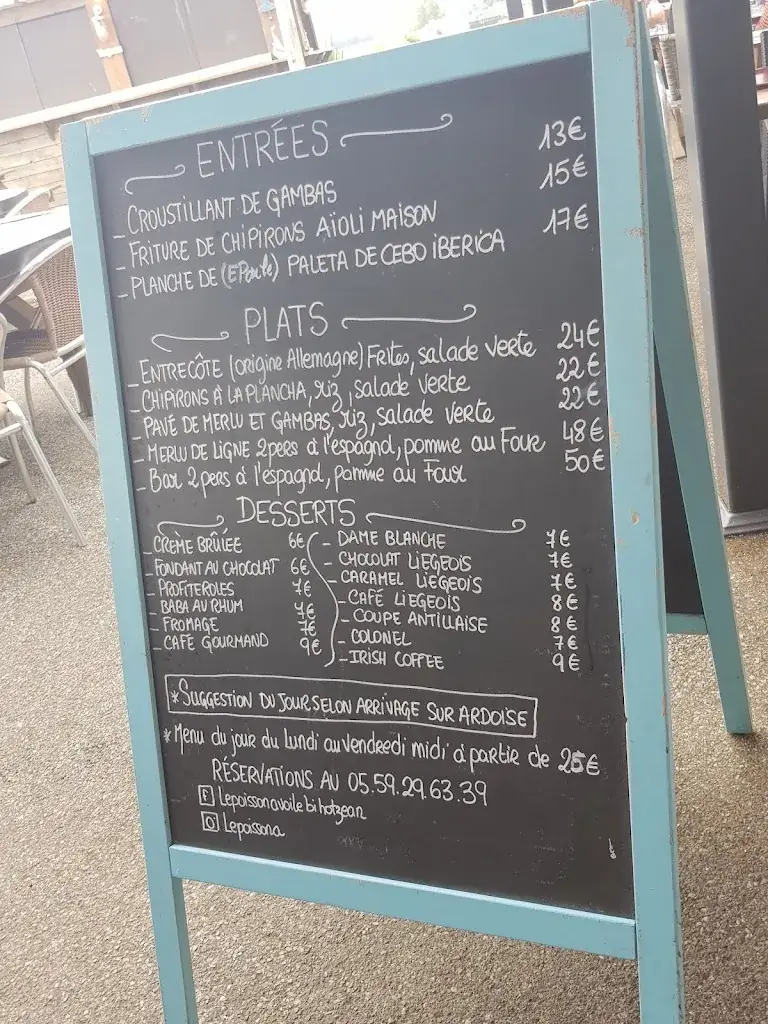 ENTRÉES
- CROUSTILLANT DE GAMBAS 13€
- FRITURE DE CHIPIRONS AÏOLI MAISON 15€
- PLANCHE DE (EPaule) PALETA DE CEBO IBERICA 17€
PLATS
- ENTRECÔTE (origine Allemagne) Frites, salade verte 24€
- CHIPIRONS A LA PLANCHA, riz, salade verte 22€
- PAVÉ DE MERLU ET GAMBAS, riz, salade verte 22€
- MERLU DE LIGNE 2pers à l'espagnol, pomme au Four 48€
- Bar 2pers à l'espagnol, pomme au Four 50€
DESSERTS
- CRÈME BRÛLÉE 6€
- FONDANT AU CHOCOLAT 6€
- PROFITEROLES 7€
- BABA AU RHUM 7€
- FROMAGE 7€
- CAFÉ GOURMAND 9€
- DAME BLANCHE 7€
- CHOCOLAT LIEGEOIS 7€
- CARAMEL LIEGEOIS 7€
- CAFÉ LIEGEOIS 8€
- COUPE ANTILLAISE 8€
- COLONEL 7€
- IRISH COFFEE 9€
*SUGGESTION DU JOUR SELON ARRIVAGE SUR ARDOISE
*Menu du jour du lundi au vendredi midi à partir de 25€
RÉSERVATIONS AU 05.59.29.63.39
F Lepoissonavoile bi hotzean
Lepoissona